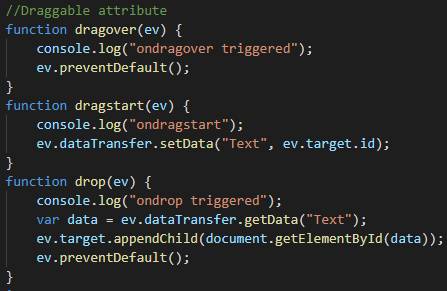 //Draggable attribute
function dragover(ev) {
    console.log("ondragover triggered");
    ev.preventDefault();
}
function dragstart(ev) {
    console.log("ondragstart");
    ev.dataTransfer.setData("Text", ev.target.id);
}
function drop(ev) {
    console.log("ondrop triggered");
    var data = ev.dataTransfer.getData("Text");
    ev.target.appendChild(document.getElementById(data));
    ev.preventDefault();
}